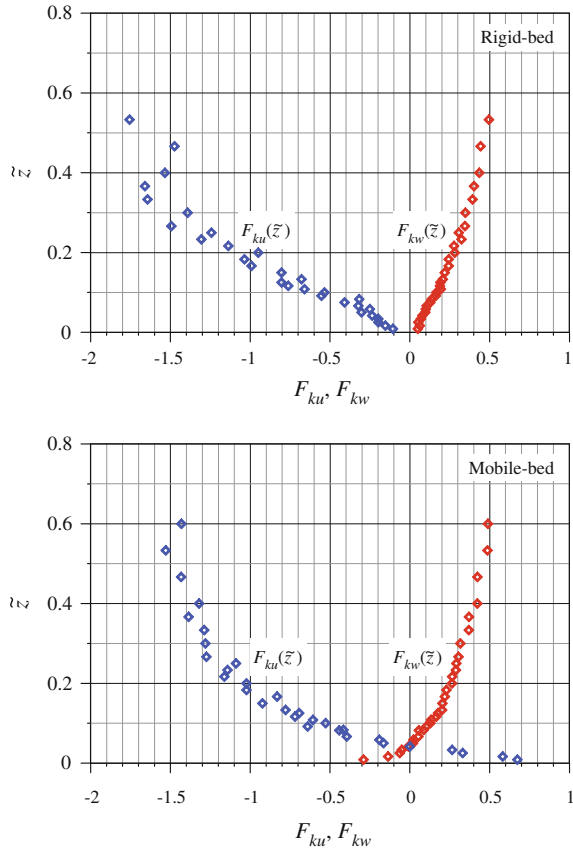 0.8
Rigid-bed
0.6
z̃
0.4
F_ku(z̃)
F_kw(z̃)
0.2
0
-2 -1.5 -1 -0.5 0 0.5 1
F_ku, F_kw
0.8
Mobile-bed
0.6
z̃
0.4
F_ku(z̃)
F_kw(z̃)
0.2
0
-2 -1.5 -1 -0.5 0 0.5 1
F_ku, F_kw